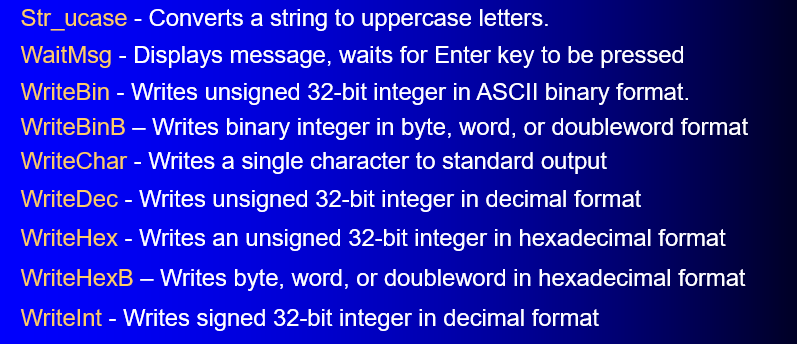 Str_ucase - Converts a string to uppercase letters.
WaitMsg - Displays message, waits for Enter key to be pressed
WriteBin - Writes unsigned 32-bit integer in ASCII binary format.
WriteBinB – Writes binary integer in byte, word, or doubleword format
WriteChar - Writes a single character to standard output
WriteDec - Writes unsigned 32-bit integer in decimal format
WriteHex - Writes an unsigned 32-bit integer in hexadecimal format
WriteHexB – Writes byte, word, or doubleword in hexadecimal format
WriteInt - Writes signed 32-bit integer in decimal format